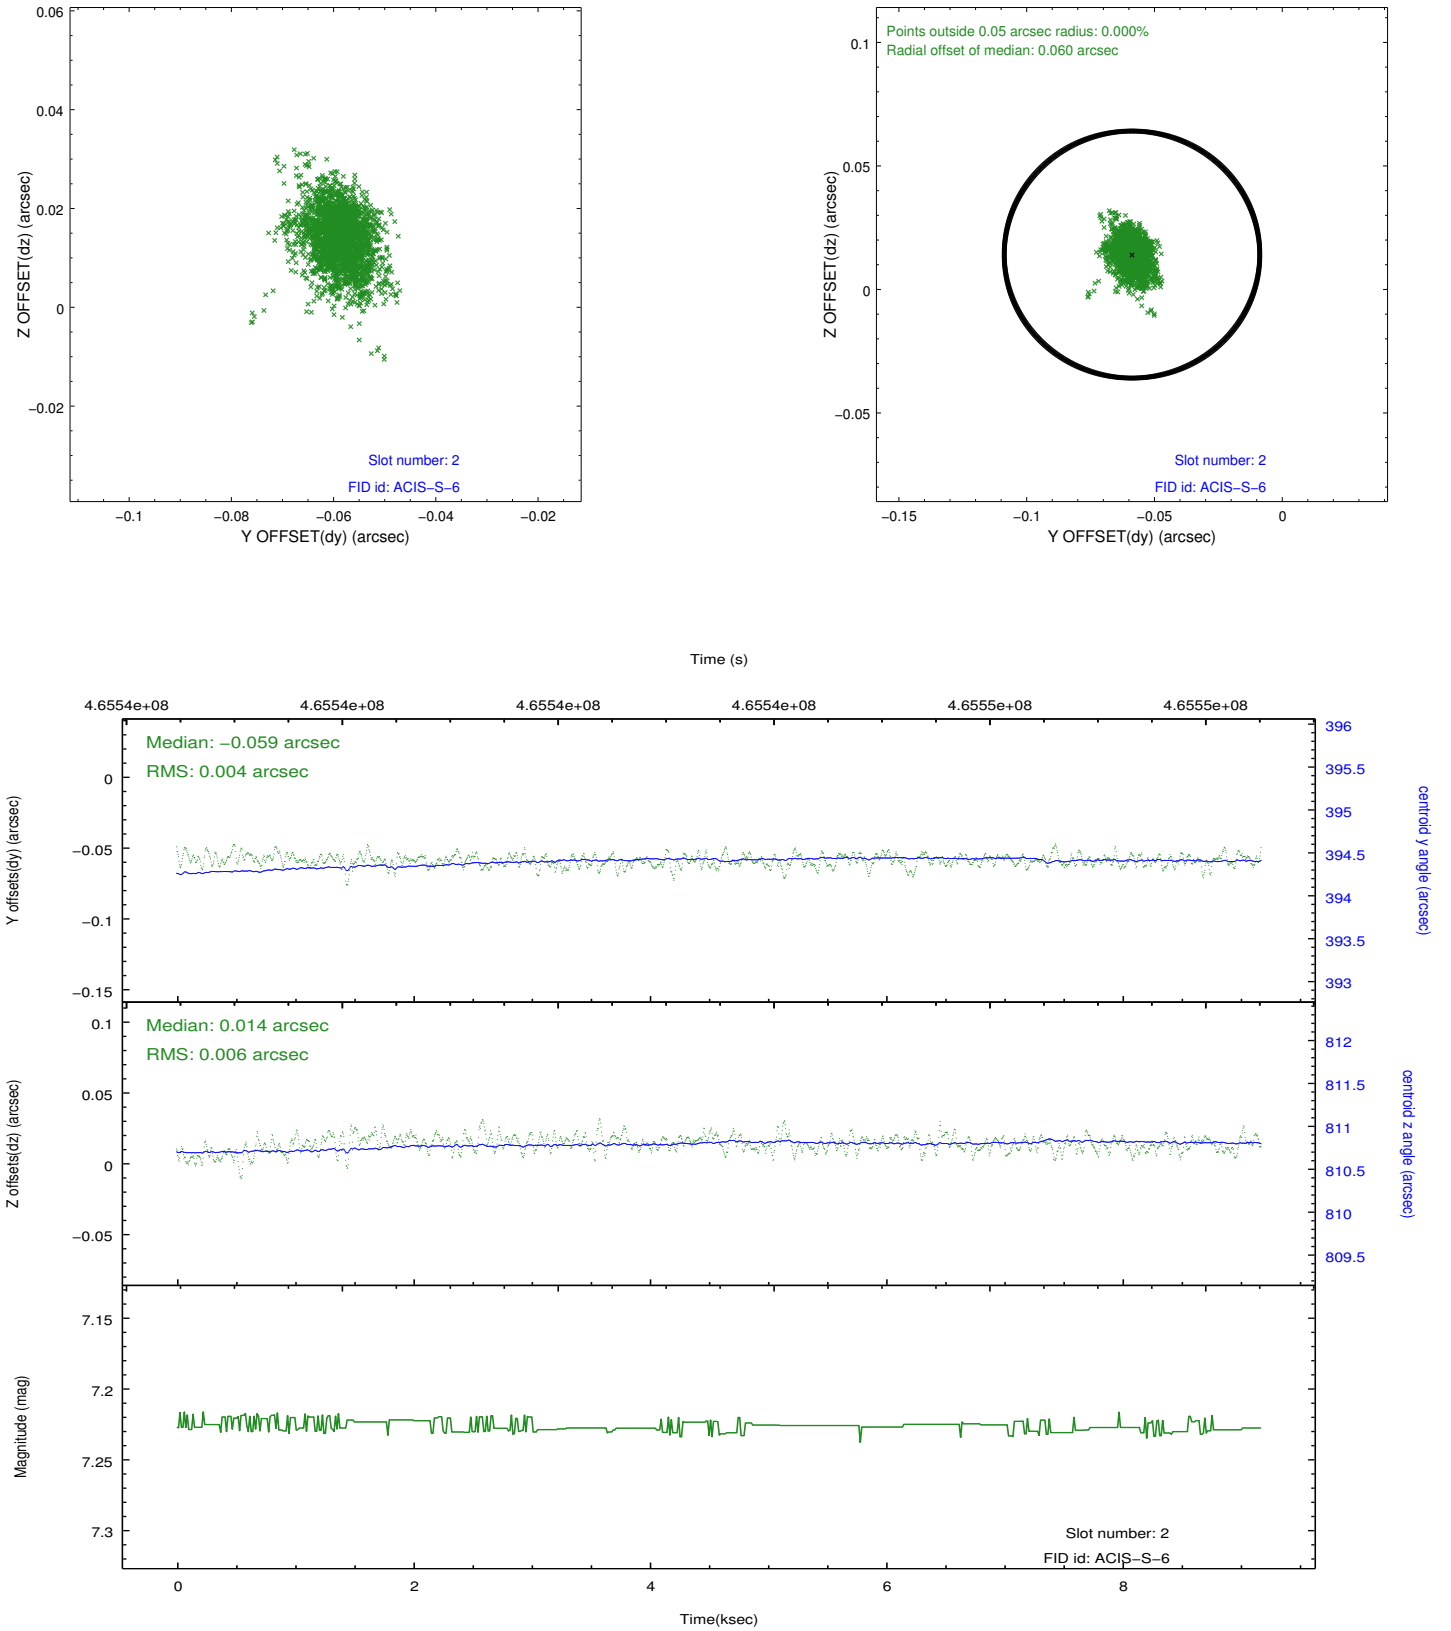 0.06
0.04
0.02
0
−0.02
Z OFFSET(dz) (arcsec)
Slot number: 2
FID id: ACIS−S−6
−0.1
−0.08
−0.06
−0.04
−0.02
Y OFFSET(dy) (arcsec)
Points outside 0.05 arcsec radius: 0.000%
Radial offset of median: 0.060 arcsec
0.1
0.05
0
−0.05
Z OFFSET(dz) (arcsec)
Slot number: 2
FID id: ACIS−S−6
−0.15
−0.1
−0.05
0
Y OFFSET(dy) (arcsec)
Time (s)
4.6554e+08
4.6554e+08
4.6554e+08
4.6554e+08
4.6555e+08
4.6555e+08
Median: −0.059 arcsec
RMS: 0.004 arcsec
0
−0.05
−0.1
−0.15
Y offsets(dy) (arcsec)
396
395.5
395
394.5
394
393.5
393
centroid y angle (arcsec)
Median: 0.014 arcsec
RMS: 0.006 arcsec
0.1
0.05
0
−0.05
Z offsets(dz) (arcsec)
812
811.5
811
810.5
810
809.5
centroid z angle (arcsec)
7.15
7.2
7.25
7.3
Magnitude (mag)
Slot number: 2
FID id: ACIS−S−6
0
2
4
6
8
Time(ksec)